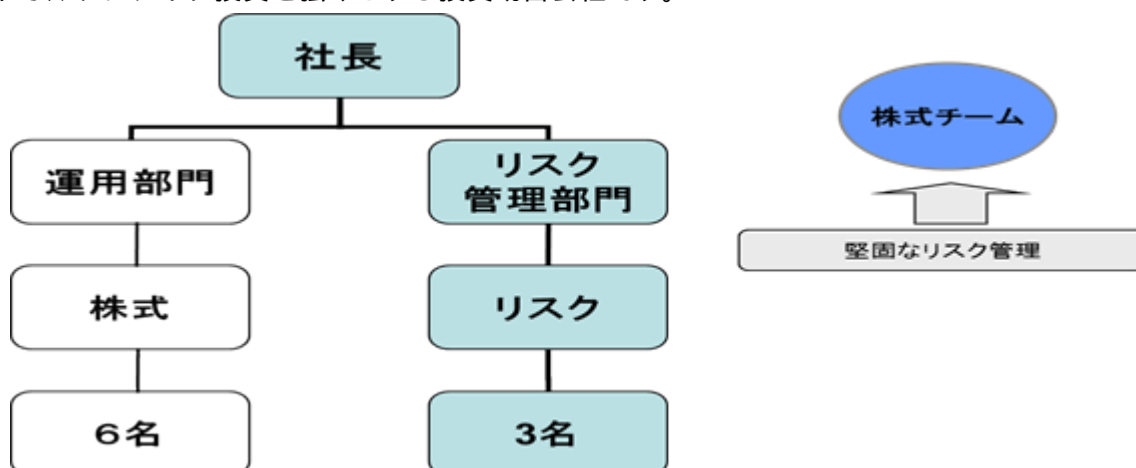 社長
運用部門
リスク
管理部門
株式
リスク
6名
3名
株式チーム
堅固なリスク管理